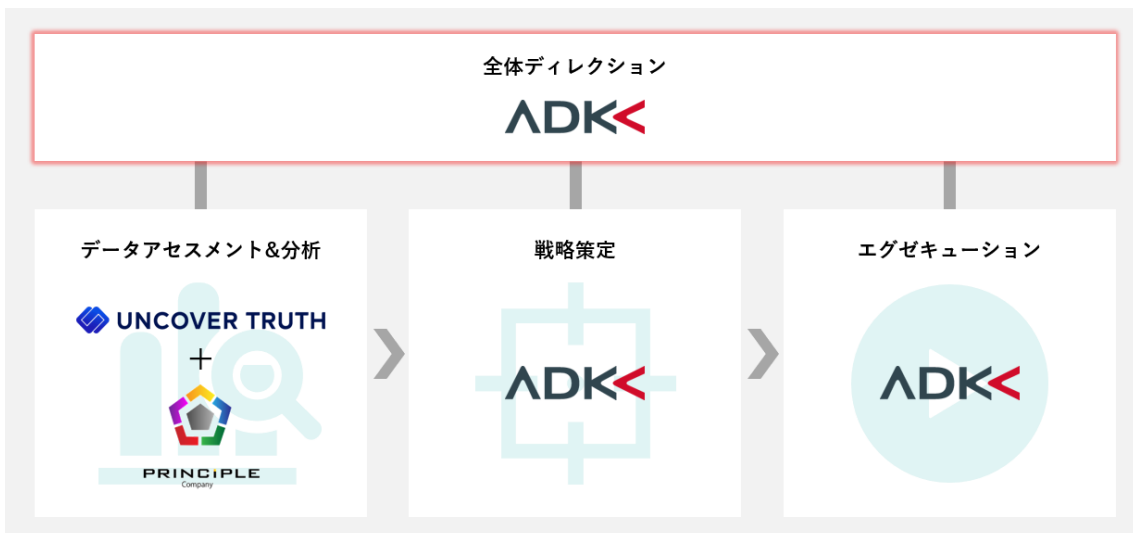 全体ディレクション
ADK
データアセスメント&分析
UNCOVER TRUTH
+
PRINCiPLE
Company
戦略策定
ADK
エグゼキューション
ADK